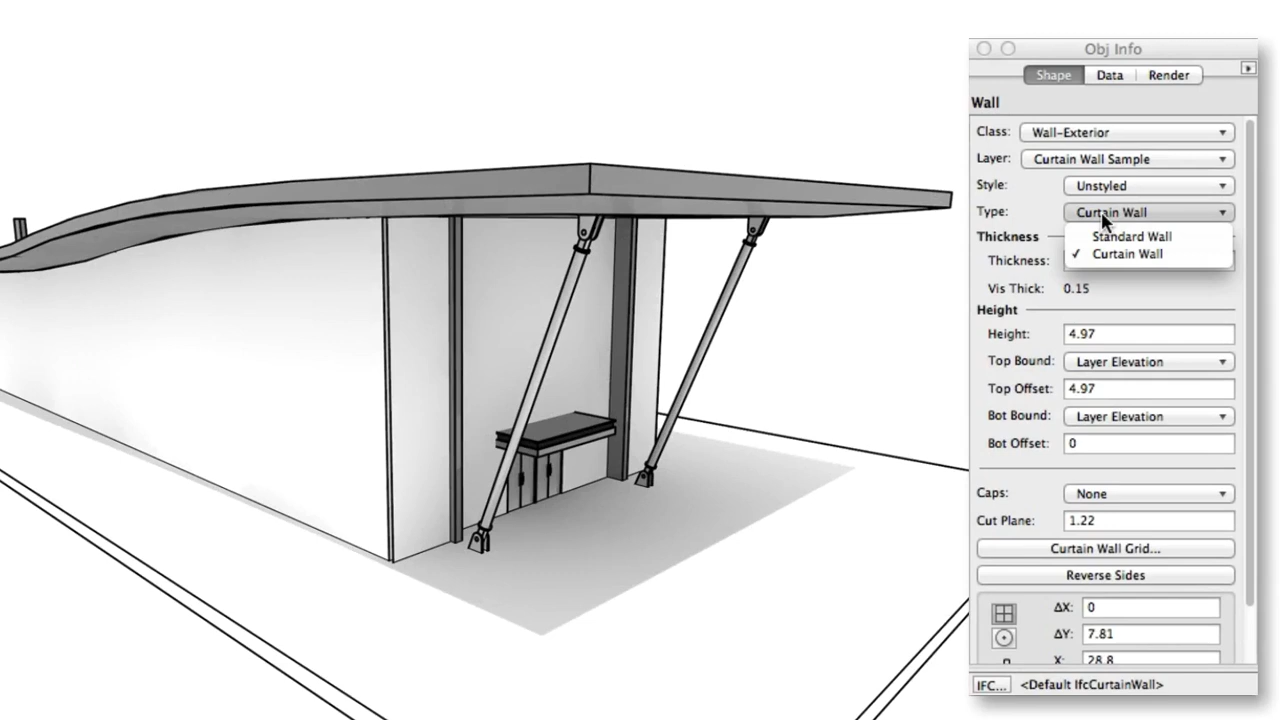 Obj Info
Shape Data Render
Wall
Class: Wall-Exterior
Layer: Curtain Wall Sample
Style: Unstyled
Type: Curtain Wall
Standard Wall
✓ Curtain Wall
Thickness
Thickness:
Vis Thick: 0.15
Height
Height: 4.97
Top Bound: Layer Elevation
Top Offset: 4.97
Bot Bound: Layer Elevation
Bot Offset: 0
Caps: None
Cut Plane: 1.22
Curtain Wall Grid...
Reverse Sides
ΔX: 0
ΔY: 7.81
X: 28.8
IFC... <Default IfcCurtainWall>